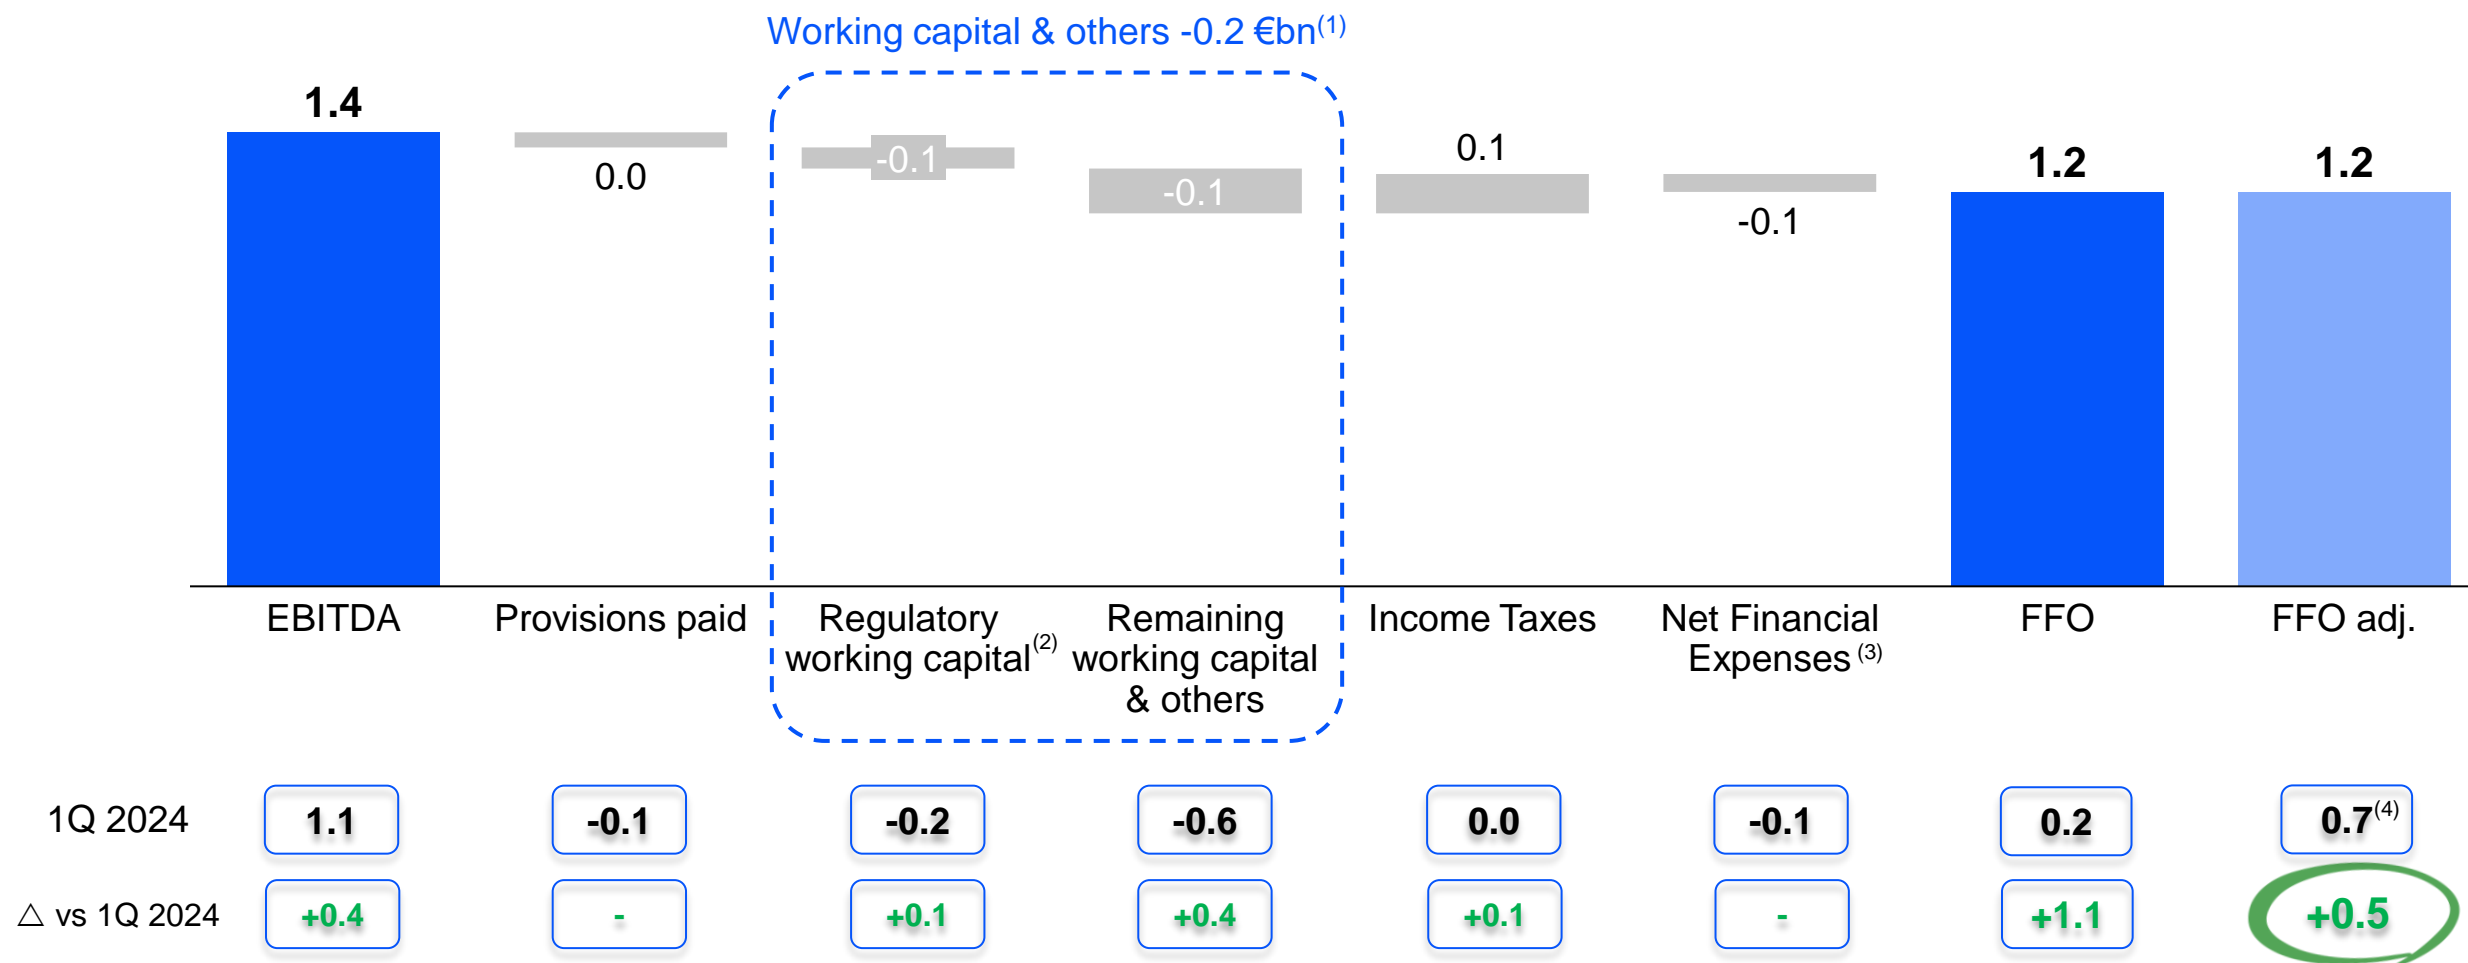 Working capital & others -0.2 €bn(1)
1.4
0.0
-0.1
-0.1
0.1
-0.1
1.2
1.2
EBITDA
Provisions paid
Regulatory
working capital(2)
Remaining
working capital
& others
Income Taxes
Net Financial
Expenses (3)
FFO
FFO adj.
1Q 2024 1.1 -0.1 -0.2 -0.6 0.0 -0.1 0.2 0.7(4)
△ vs 1Q 2024 +0.4 - +0.1 +0.4 +0.1 - +1.1 +0.5